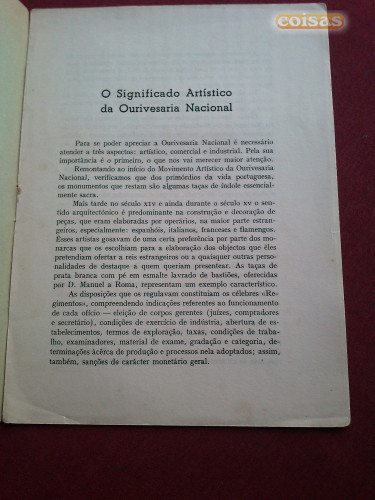 coisas
O Significado Artístico
da Ourivesaria Nacional
Para se poder apreciar a Ourivesaria Nacional é necessário
atender a três aspectos: artístico, comercial e industrial. Pela sua
importância é o primeiro, o que nos vai merecer maior atenção.
Remontando ao início do Movimento Artístico da Ourivesaria
Nacional, verificamos que dos primórdios da vida portuguesa,
os monumentos que restam são algumas taças de índole essencial-
mente sacra.
Mais tarde no século XIV e ainda durante o século XV o sen-
tido arquitectónico é predominante na construção e decoração de
peças, que eram elaboradas por operários, na maior parte estran-
geiros, especialmente: espanhóis, italianos, franceses e flamengos.
Esses artistas gosavam de uma certa preferência por parte dos mo-
narcas que os escolhiam para a elaboração dos objectos que êles
pretendiam ofertar a reis estrangeiros ou a quaisquer outras perso-
nalidades de destaque a quem queriam presentear. As taças de
prata branca com pé em esmalte lavrado de bastiões, oferecidas
por D. Manuel a Roma, representam um exemplo característico.
As disposições que os regulavam constituiam os célebres «Re-
gimentos», compreendendo indicações referentes ao funcionamento
de cada ofício — eleição de corpos gerentes (juízes, compradores
e secretário), condições de exercício de indústria, abertura de es-
tabelecimentos, termos de exploração, taxas, condições de traba-
lho, examinadores, material de exame, gradação e categoria, de-
terminações àcêrca de produção e processos nela adoptados; assim,
também, sanções de carácter monetário geral.